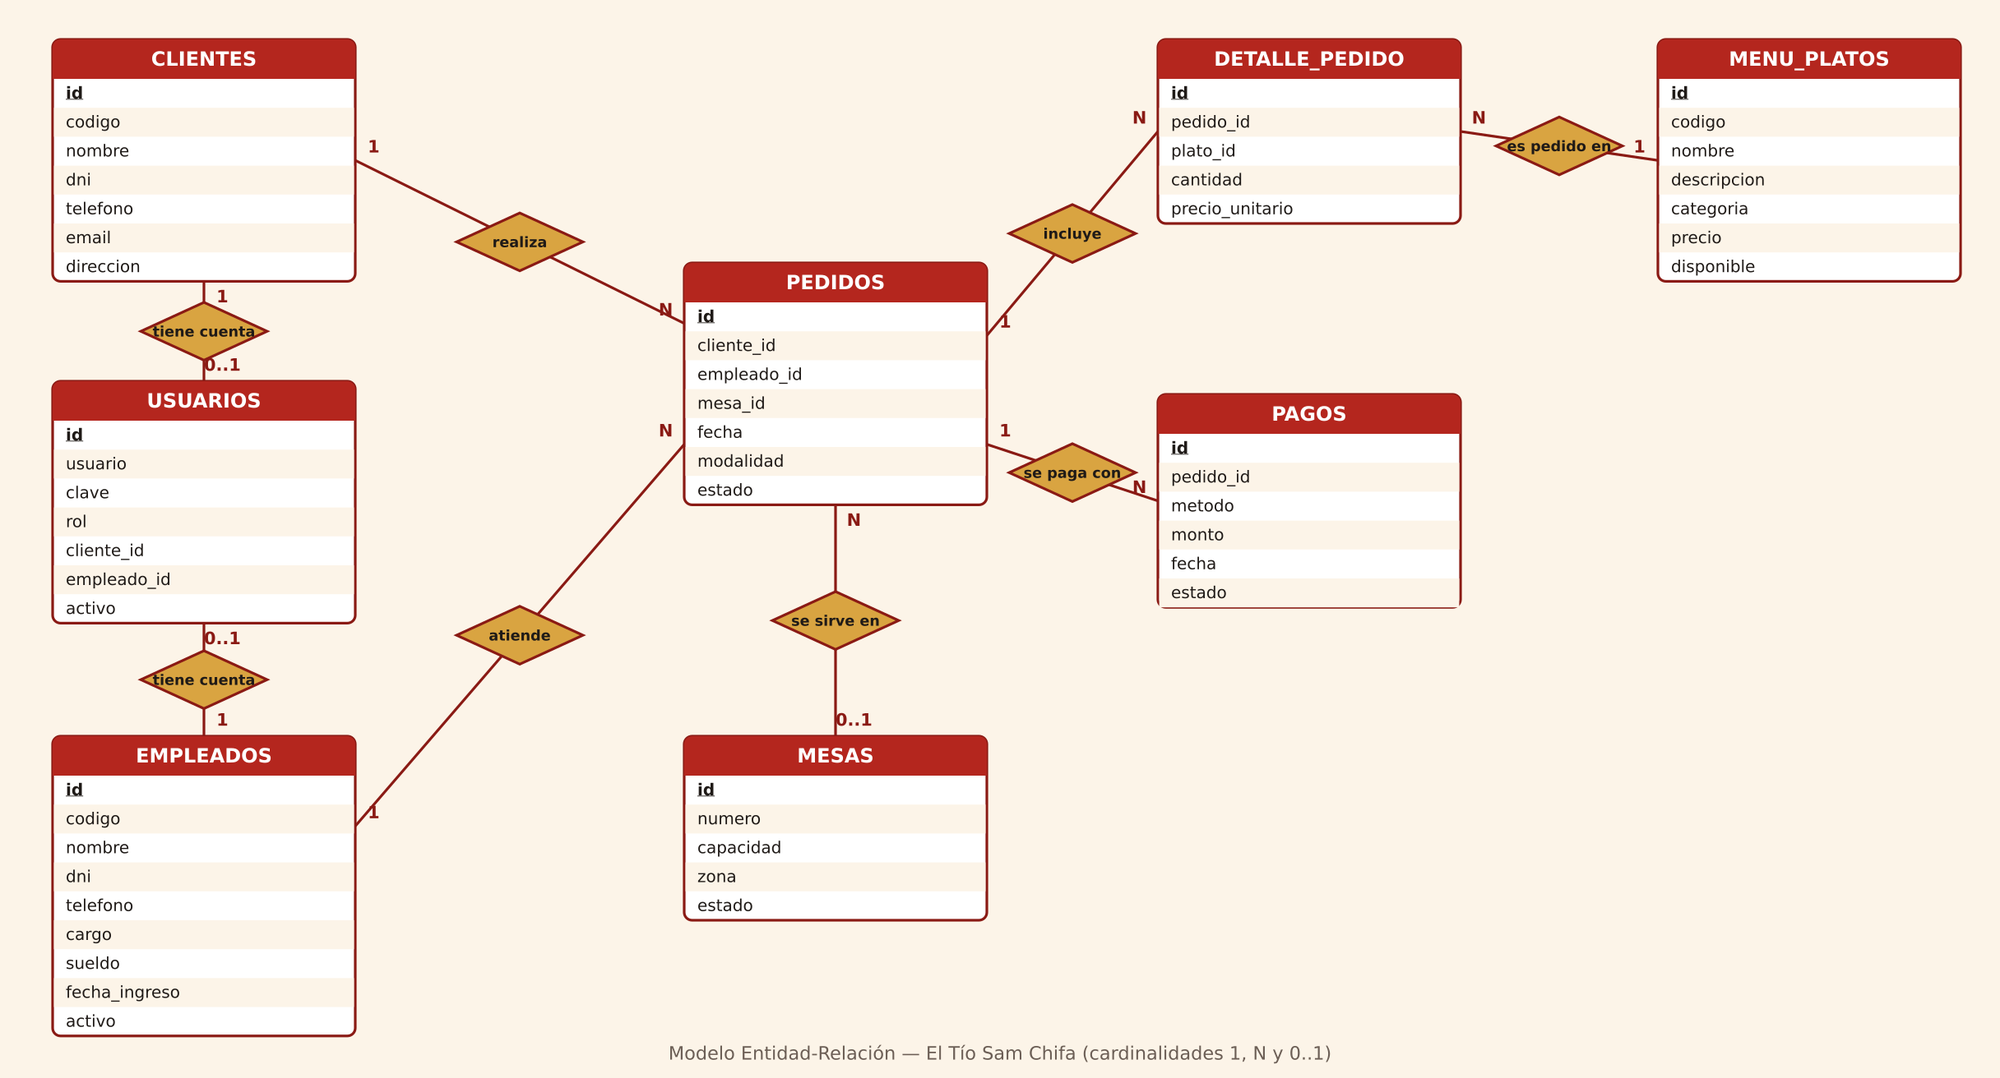 CLIENTES
id
codigo
nombre
dni
telefono
email
direccion
1
realiza
N
1
tiene cuenta
0..1
USUARIOS
id
usuario
clave
rol
cliente_id
empleado_id
activo
0..1
tiene cuenta
1
EMPLEADOS
id
codigo
nombre
dni
telefono
cargo
sueldo
fecha_ingreso
activo
1
atiende
N
PEDIDOS
id
cliente_id
empleado_id
mesa_id
fecha
modalidad
estado
N
se sirve en
0..1
MESAS
id
numero
capacidad
zona
estado
1
incluye
N
DETALLE_PEDIDO
id
pedido_id
plato_id
cantidad
precio_unitario
N
es pedido en
1
MENU_PLATOS
id
codigo
nombre
descripcion
categoria
precio
disponible
1
se paga con
N
PAGOS
id
pedido_id
metodo
monto
fecha
estado
Modelo Entidad-Relación — El Tío Sam Chifa (cardinalidades 1, N y 0..1)